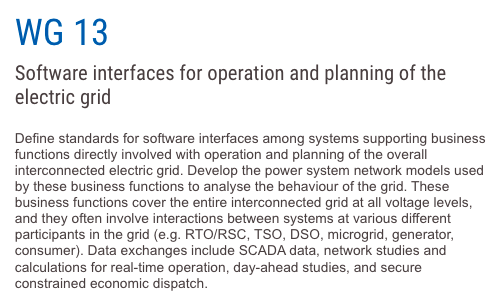 WG 13
Software interfaces for operation and planning of the
electric grid
Define standards for software interfaces among systems supporting business
functions directly involved with operation and planning of the overall
interconnected electric grid. Develop the power system network models used
by these business functions to analyse the behaviour of the grid. These
business functions cover the entire interconnected grid at all voltage levels,
and they often involve interactions between systems at various different
participants in the grid (e.g. RTO/RSC, TSO, DSO, microgrid, generator,
consumer). Data exchanges include SCADA data, network studies and
calculations for real-time operation, day-ahead studies, and secure
constrained economic dispatch.